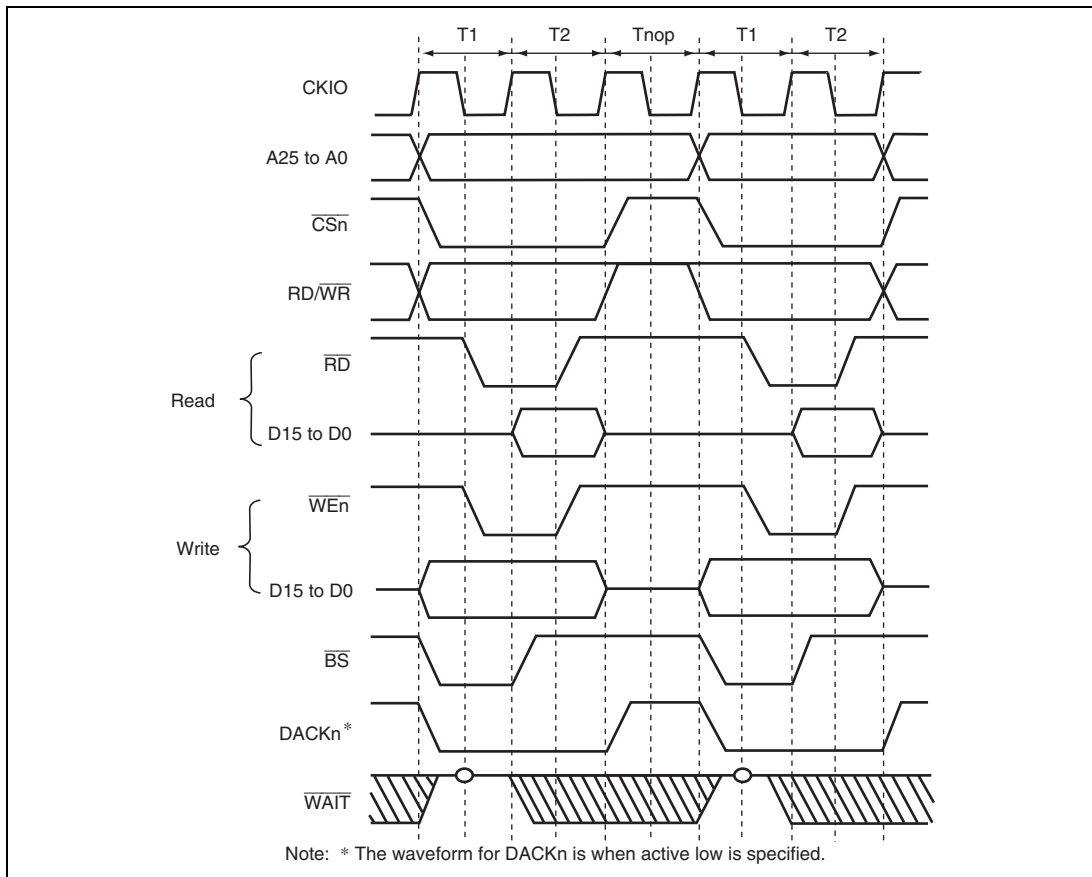 T1 T2 Tnop T1 T2
CKIO
A25 to A0
CSn
RD/WR
RD
Read
D15 to D0
WEn
Write
D15 to D0
BS
DACKn*
WAIT
Note: * The waveform for DACKn is when active low is specified.